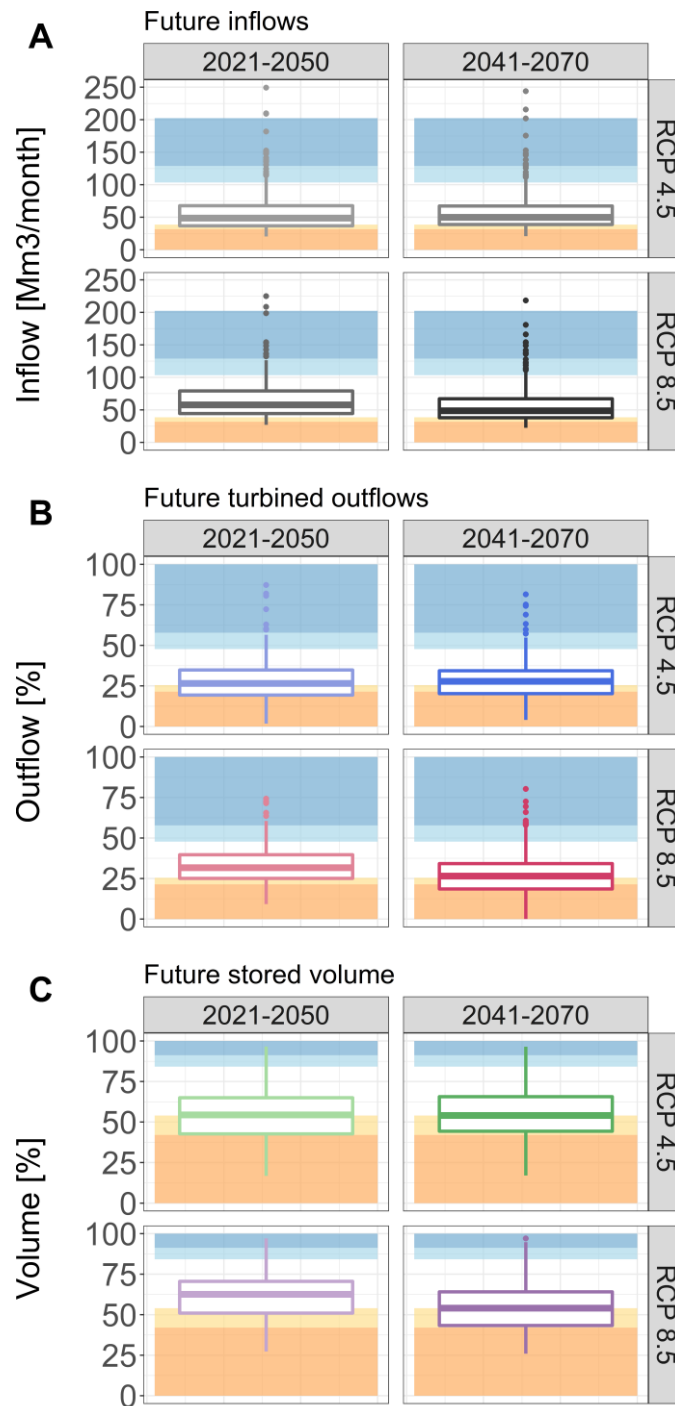 A
Future inflows
2021-2050
2041-2070
Inflow [Mm3/month]
250
200
150
100
50
0
RCP 4.5
250
200
150
100
50
0
RCP 8.5
B
Future turbined outflows
2021-2050
2041-2070
Outflow [%]
100
75
50
25
0
RCP 4.5
100
75
50
25
0
RCP 8.5
C
Future stored volume
2021-2050
2041-2070
Volume [%]
100
75
50
25
0
RCP 4.5
100
75
50
25
0
RCP 8.5